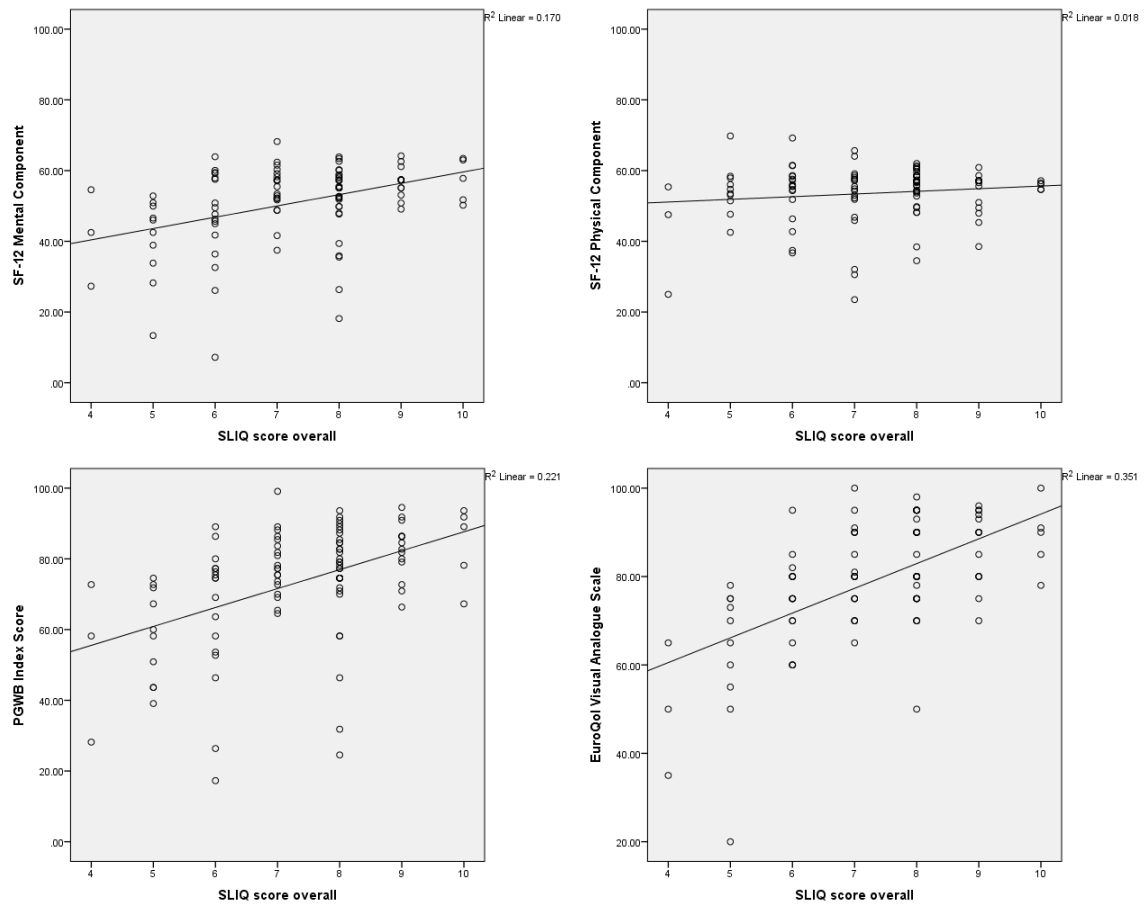 R² Linear = 0.170
SF-12 Mental Component
100.00
80.00
60.00
40.00
20.00
.00
4 5 6 7 8 9 10
SLIQ score overall
R² Linear = 0.018
SF-12 Physical Component
100.00
80.00
60.00
40.00
20.00
.00
4 5 6 7 8 9 10
SLIQ score overall
R² Linear = 0.221
PGWB Index Score
100.00
80.00
60.00
40.00
20.00
.00
4 5 6 7 8 9 10
SLIQ score overall
R² Linear = 0.351
EuroQol Visual Analogue Scale
100.00
80.00
60.00
40.00
20.00
4 5 6 7 8 9 10
SLIQ score overall